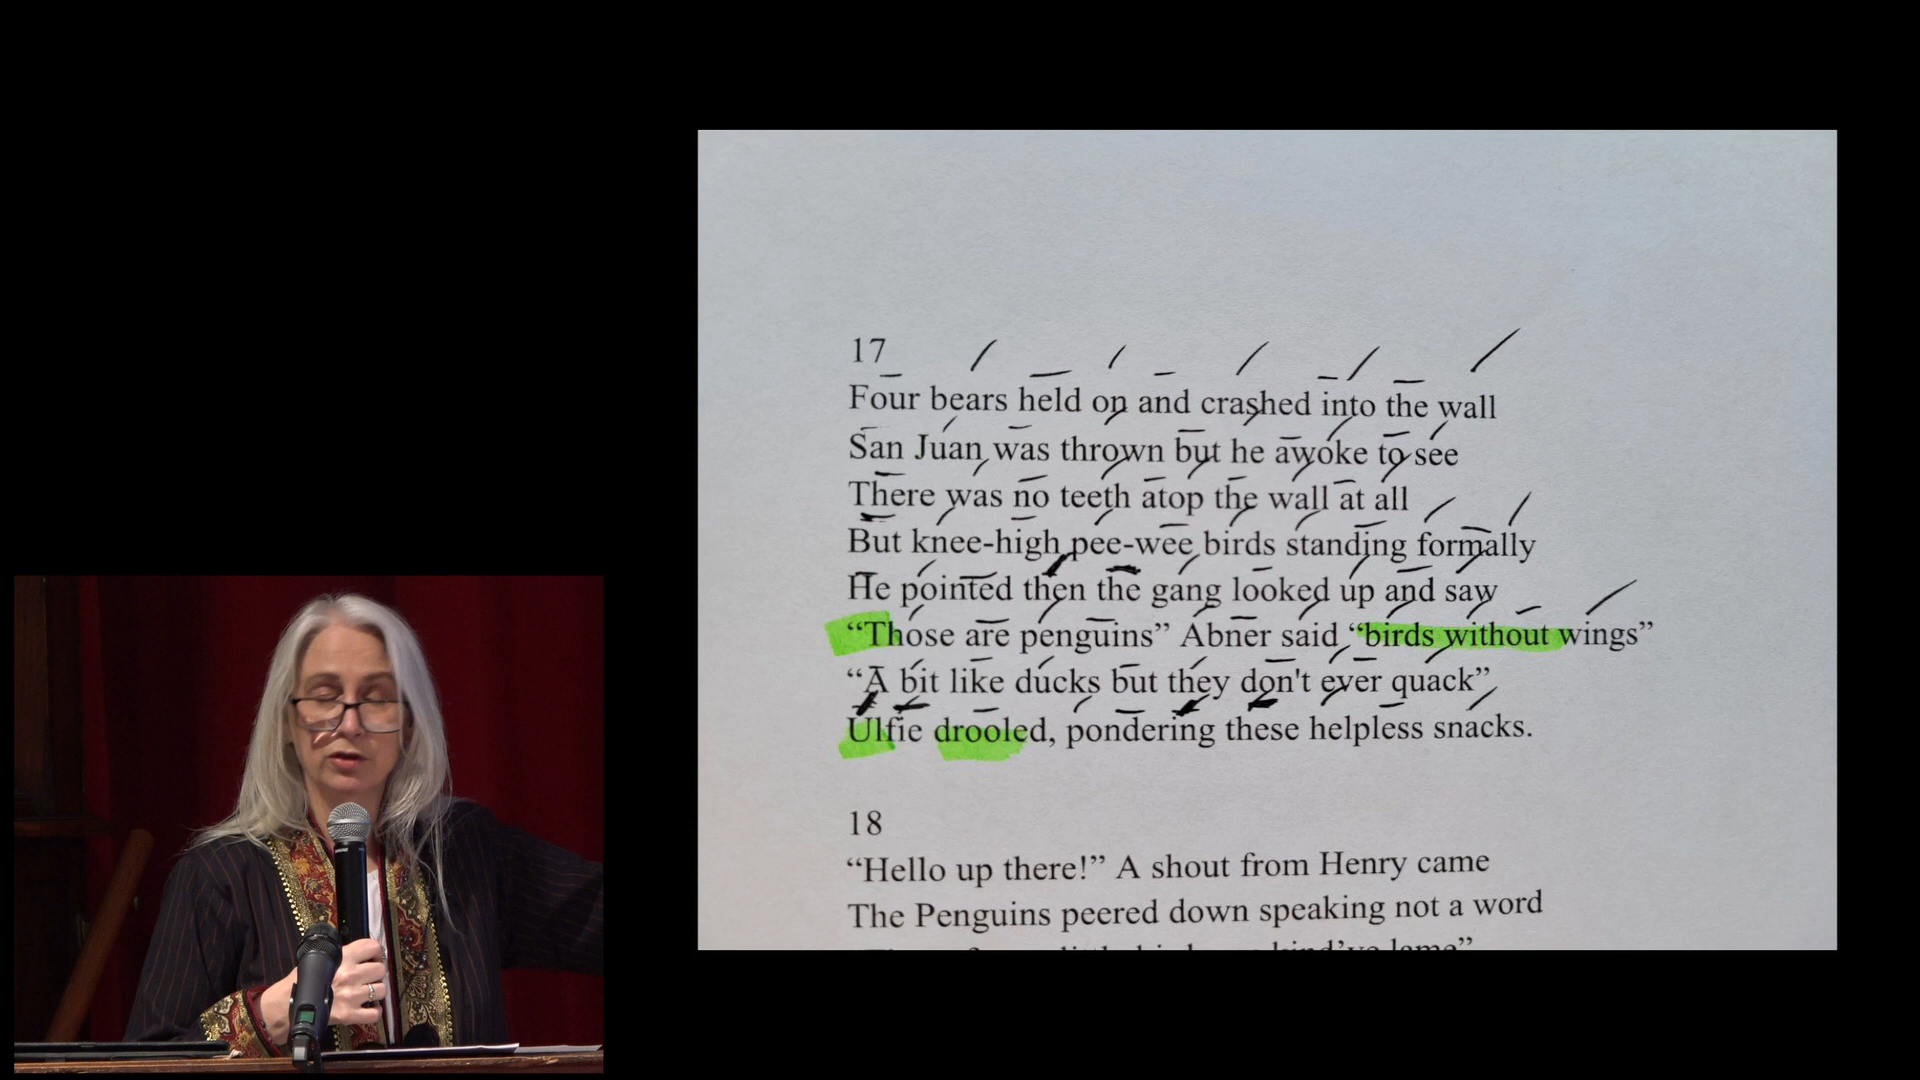 17
Four bears held on and crashed into the wall
San Juan was thrown but he awoke to see
There was no teeth atop the wall at all
But knee-high pee-wee birds standing formally
He pointed then the gang looked up and saw
“Those are penguins” Abner said “birds without wings”
“A bit like ducks but they don't ever quack”
Ulfie drooled, pondering these helpless snacks.
18
“Hello up there!” A shout from Henry came
The Penguins peered down speaking not a word
kind’ve lame”